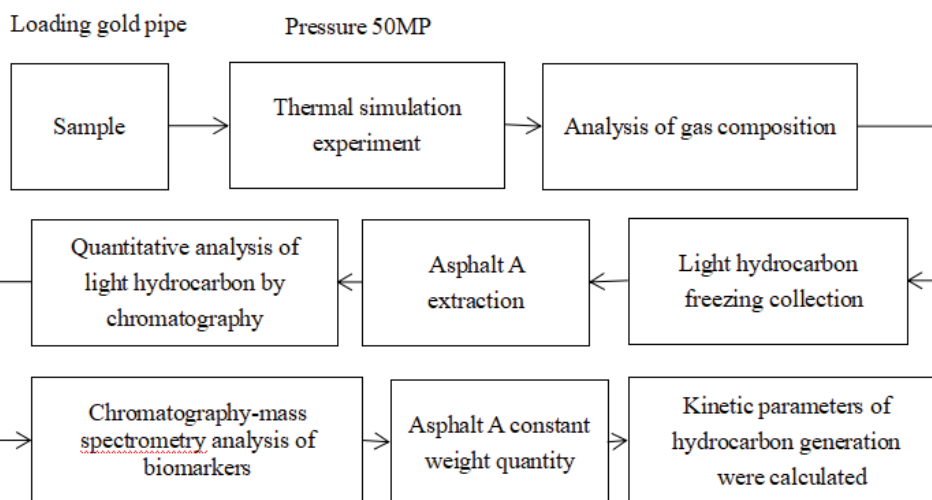 Loading gold pipe
Pressure 50MP
Sample
Thermal simulation
experiment
Analysis of gas composition
Quantitative analysis of
light hydrocarbon by
chromatography
Asphalt A
extraction
Light hydrocarbon
freezing collection
Chromatography-mass
spectrometry analysis of
biomarkers
Asphalt A constant
weight quantity
Kinetic parameters of
hydrocarbon generation
were calculated